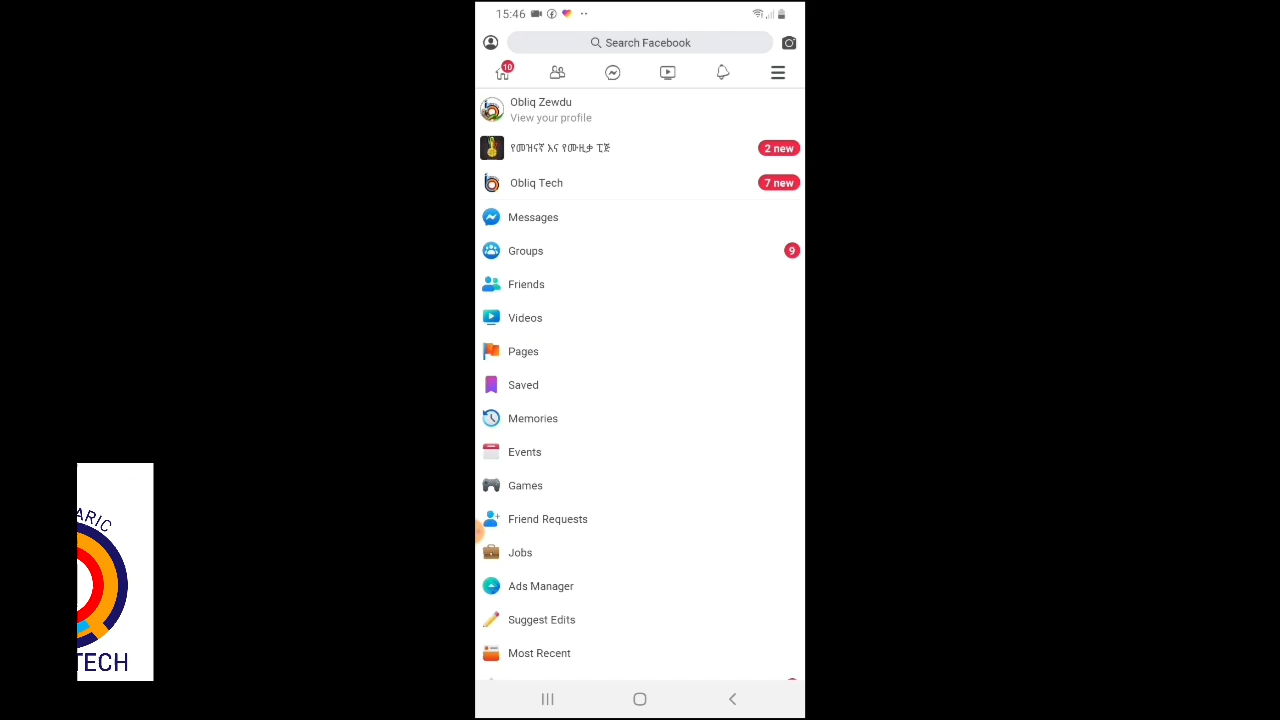 15:46
Search Facebook
10
Obliq Zewdu
View your profile
የመዝናኛ እና የሙዚቃ ፔጅ
2 new
Obliq Tech
7 new
Messages
Groups
9
Friends
Videos
Pages
Saved
Memories
Events
Games
Friend Requests
Jobs
Ads Manager
Suggest Edits
Most Recent
ARIC
TECH